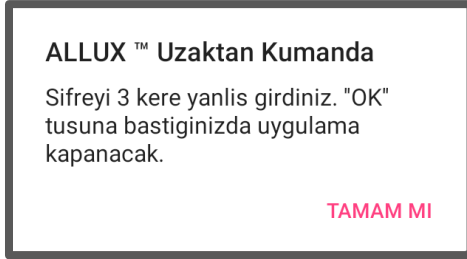 ALLUX ™ Uzaktan Kumanda
Sifreyi 3 kere yanlis girdiniz. "OK"
tusuna bastiginizda uygulama
kapanacak.
TAMAM MI